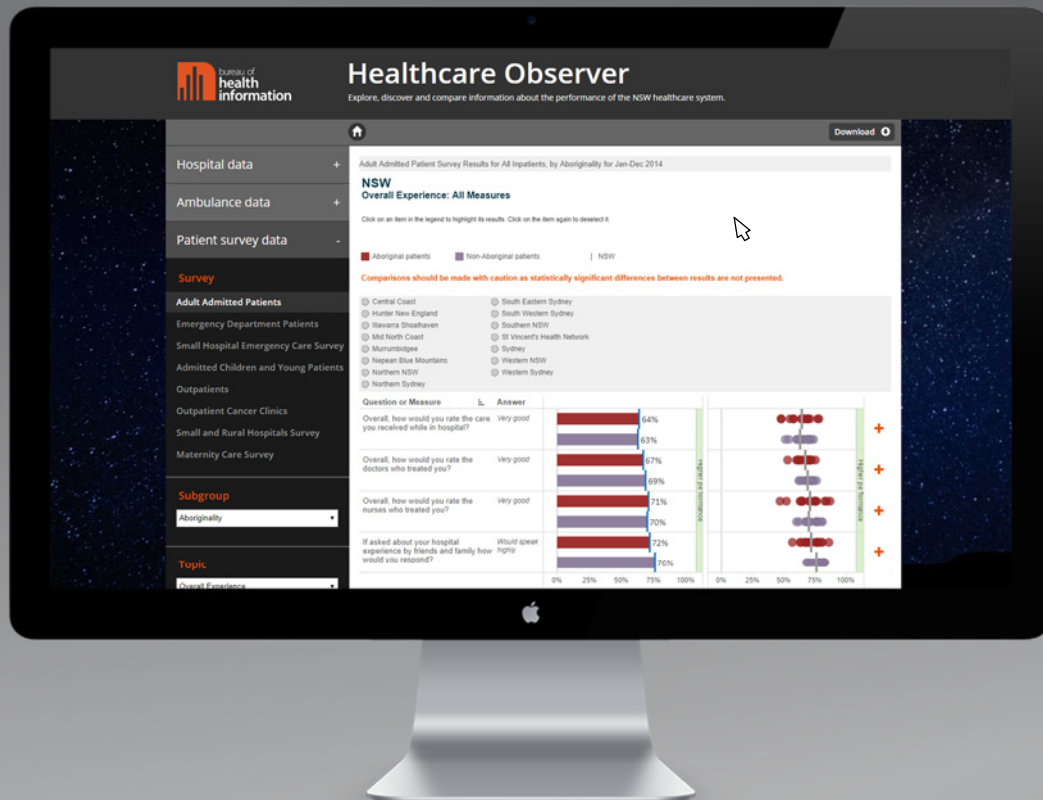 bureau of
health
information
Healthcare Observer
Explore, discover and compare information about the performance of the NSW healthcare system.
Download
Hospital data +
Ambulance data +
Patient survey data -
Survey
Adult Admitted Patients
Emergency Department Patients
Small Hospital Emergency Care Survey
Admitted Children and Young Patients
Outpatients
Outpatient Cancer Clinics
Small and Rural Hospitals Survey
Maternity Care Survey
Subgroup
Aboriginality
Topic
Overall Experience
Adult Admitted Patient Survey Results for All Inpatients, by Aboriginality for Jan-Dec 2014
NSW
Overall Experience: All Measures
Click on an item in the legend to highlight its results. Click on the item again to deselect it.
Aboriginal patients Non-Aboriginal patients | NSW
Comparisons should be made with caution as statistically significant differences between results are not presented.
Central Coast South Eastern Sydney
Hunter New England South Western Sydney
Illawarra Shoalhaven Southern NSW
Mid North Coast St Vincent's Health Network
Murrumbidgee Sydney
Nepean Blue Mountains Western NSW
Northern NSW Western Sydney
Northern Sydney
Question or Measure Answer
Overall, how would you rate the care Very good 64%
you received while in hospital?
63%
Overall, how would you rate the Very good 67%
doctors who treated you?
69%
Overall, how would you rate the Very good 71%
nurses who treated you?
70%
If asked about your hospital Would speak 72%
experience by friends and family how highly
would you respond?
76%
Higher performance
Higher performance
0% 25% 50% 75% 100% 0% 25% 50% 75% 100%